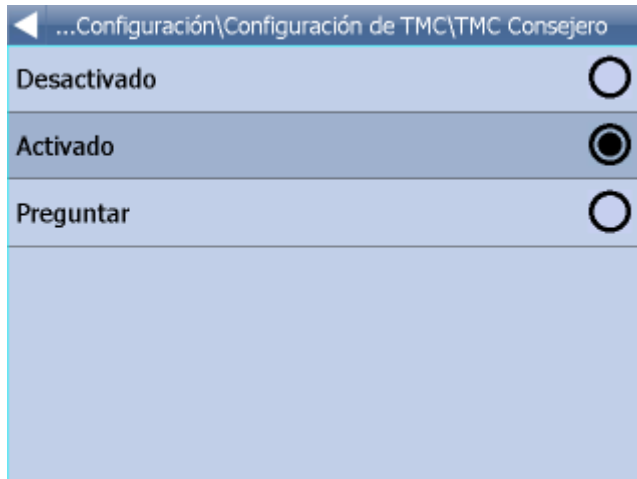 ...Configuración\Configuración de TMC\TMC Consejero
Desactivado
Activado
Preguntar